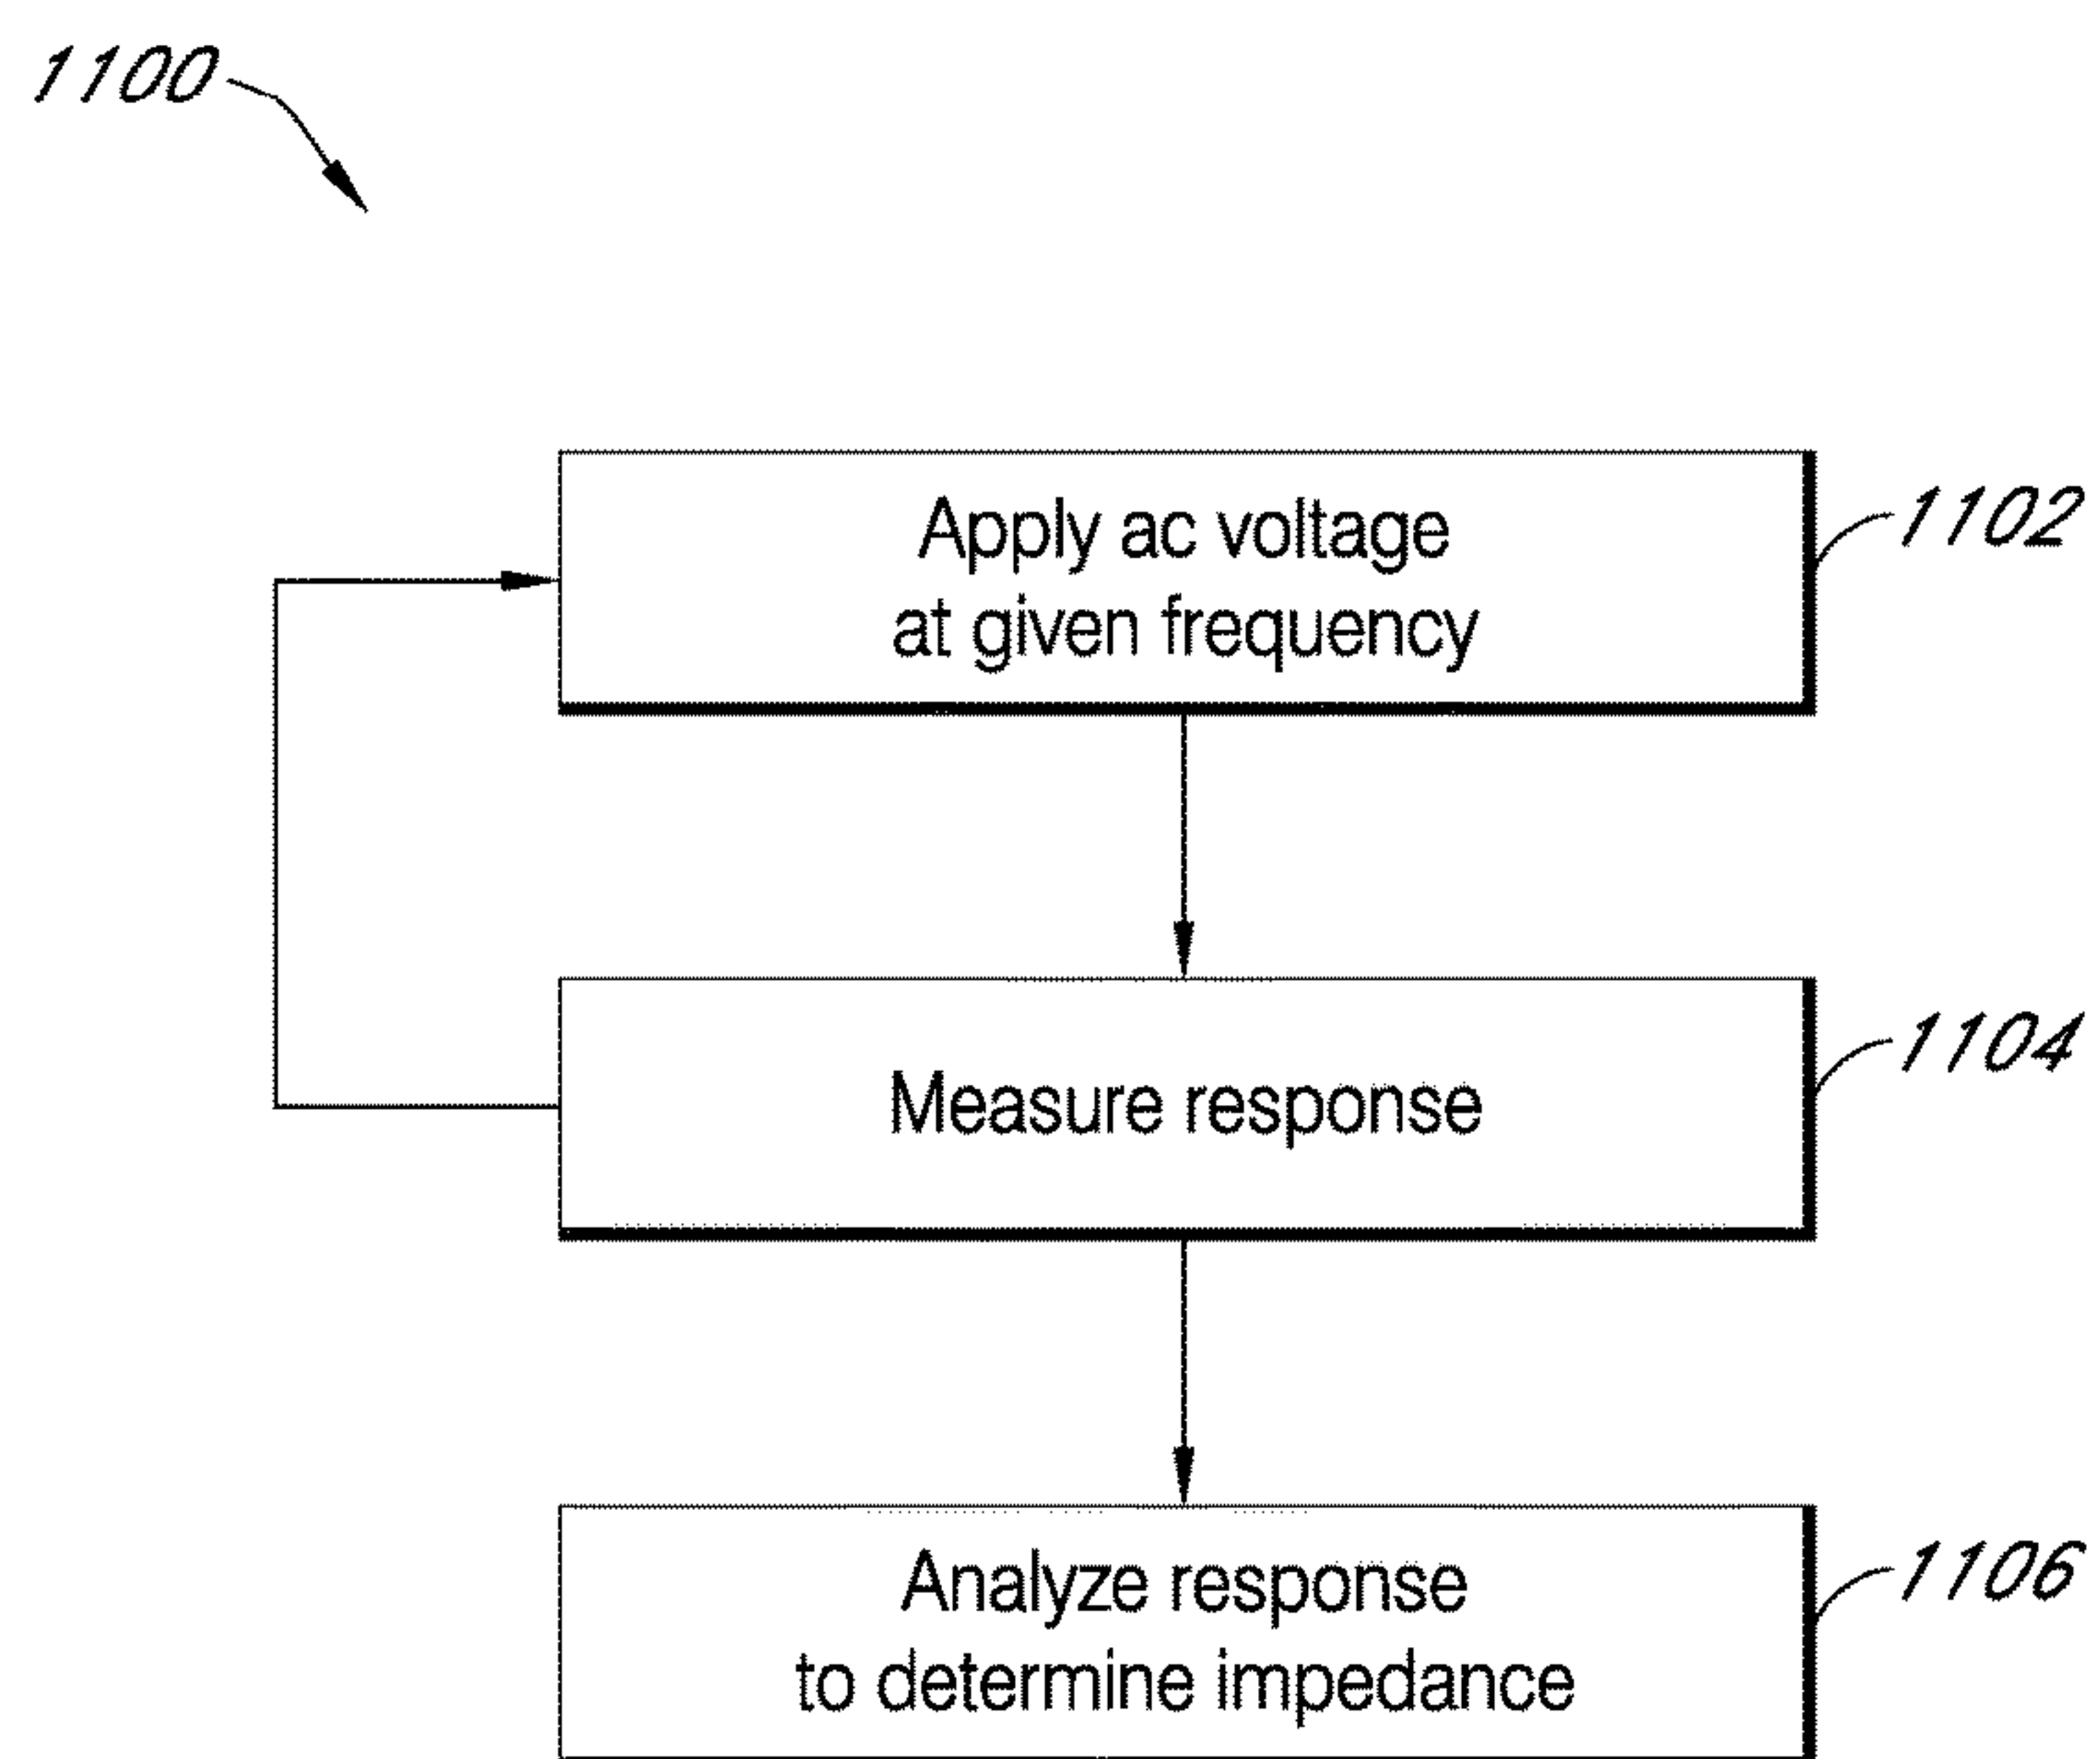 1100
Apply ac voltage
at given frequency
1102
Measure response
1104
Analyze response
to determine impedance
1106